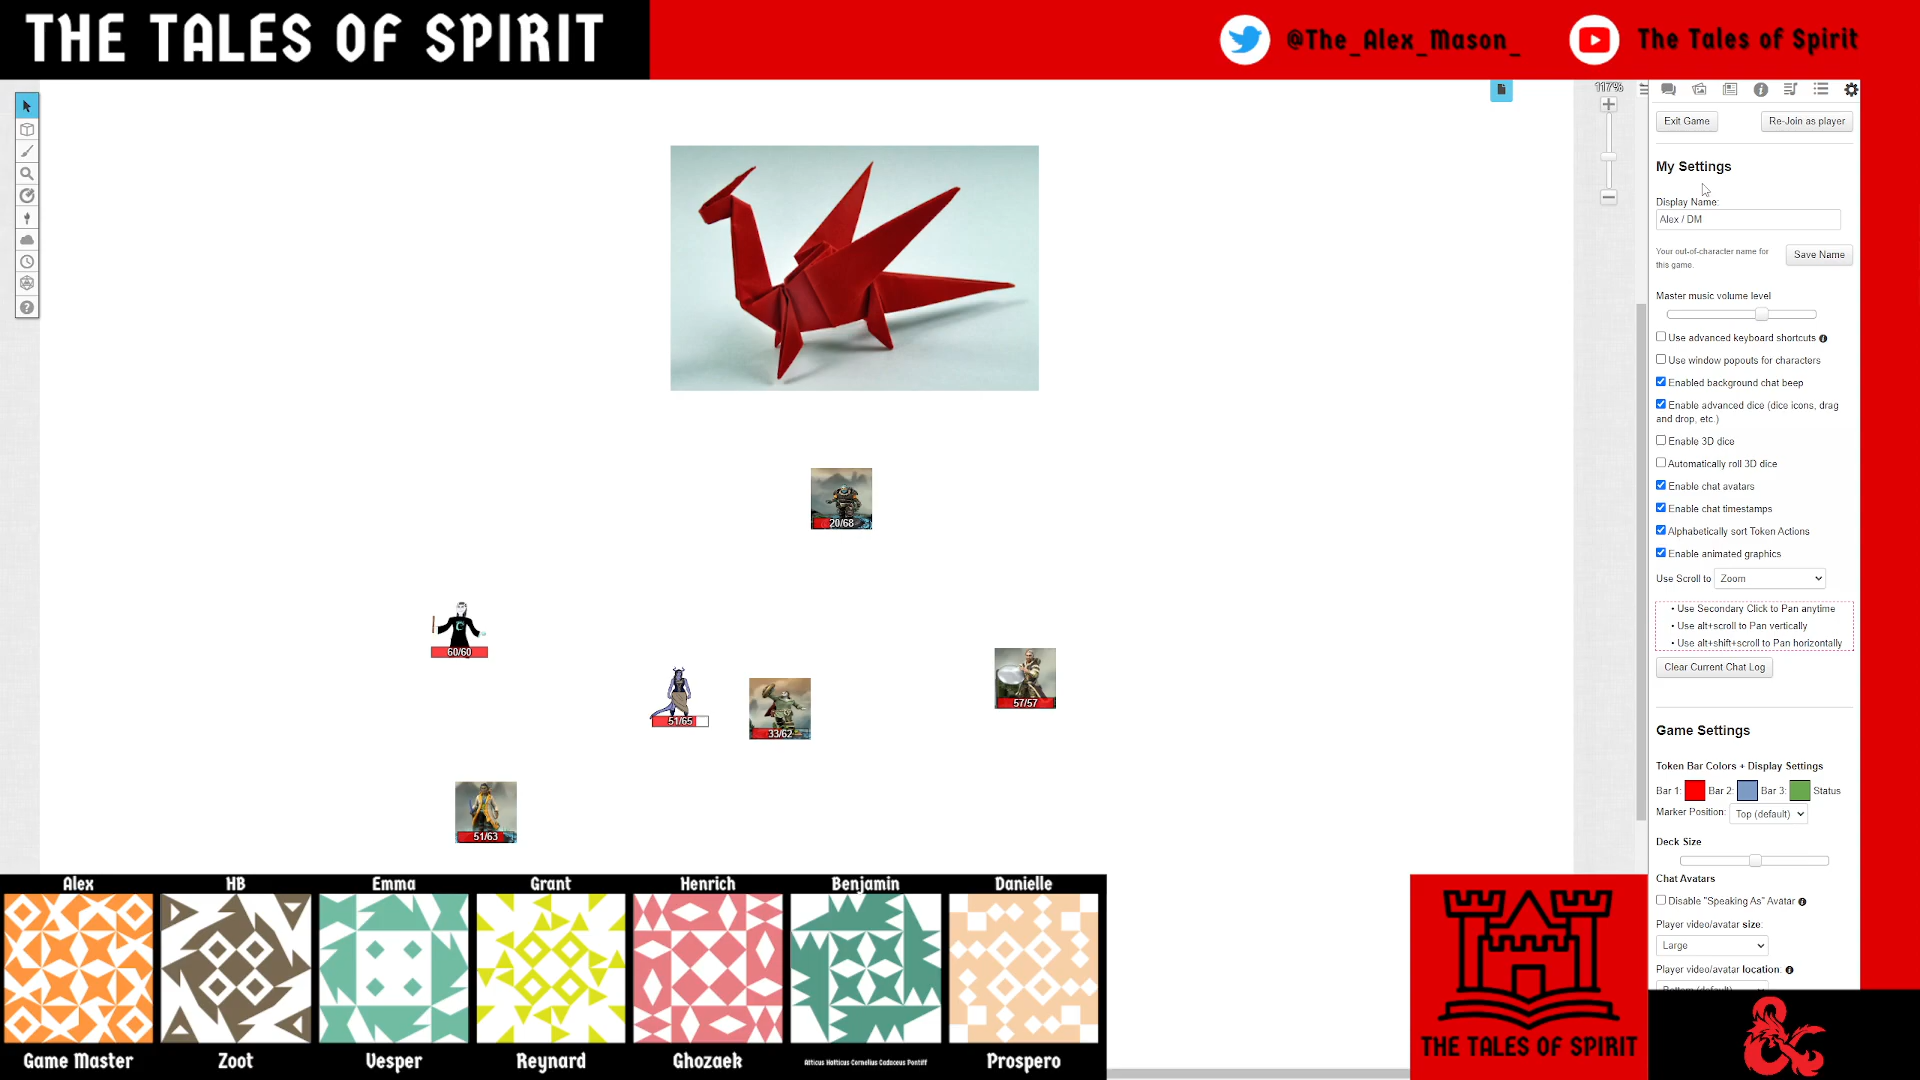 THE TALES OF SPIRIT
@The_Alex_Mason_
The Tales of Spirit
117%
Exit Game
Re-Join as player
My Settings
Display Name:
Alex / DM
Your out-of-character name for
this game.
Save Name
Master music volume level
Use advanced keyboard shortcuts
Use window popouts for characters
Enabled background chat beep
Enable advanced dice (dice icons, drag
and drop, etc.)
Enable 3D dice
Automatically roll 3D dice
Enable chat avatars
Enable chat timestamps
Alphabetically sort Token Actions
Enable animated graphics
Use Scroll to Zoom
• Use Secondary Click to Pan anytime
• Use alt+scroll to Pan vertically
• Use alt+shift+scroll to Pan horizontally
Clear Current Chat Log
Game Settings
Token Bar Colors + Display Settings
Bar 1: Bar 2: Bar 3: Status
Marker Position: Top (default)
Deck Size
Chat Avatars
Disable "Speaking As" Avatar
Player video/avatar size:
Large
Player video/avatar location:
Bottom (default)
20/68
60/60
51/65
33/62
57/57
51/63
Alex
HB
Emma
Grant
Henrich
Benjamin
Danielle
Game Master
Zoot
Vesper
Reynard
Ghozaek
Atticus Hatticus Cornelius Cadaceus Pontiff
Prospero
THE TALES OF SPIRIT